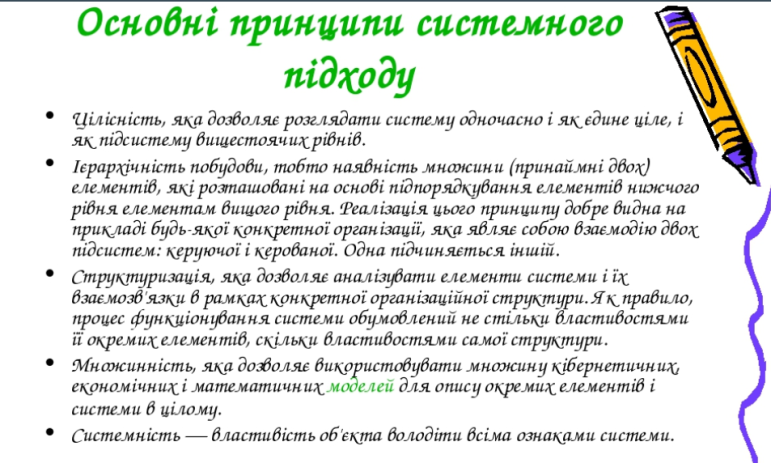 Основні принципи системного
підходу
• Цілісність, яка дозволяє розглядати систему одночасно і як єдине ціле, і
як підсистему вищестоячих рівнів.
• Ієрархічність побудови, тобто наявність множини (принаймні двох)
елементів, які розташовані на основі підпорядкування елементів нижчого
рівня елементам вищого рівня. Реалізація цього принципу добре видна на
прикладі будь-якої конкретної організації, яка являє собою взаємодію двох
підсистем: керуючої і керованої. Одна підчиняється іншій.
• Структуризація, яка дозволяє аналізувати елементи системи і їх
взаємозв'язки в рамках конкретної організаційної структури. Як правило,
процес функціонування системи обумовлений не стільки властивостями
її окремих елементів, скільки властивостями самої структури.
• Множинність, яка дозволяє використовувати множину кібернетичних,
економічних і математичних моделей для опису окремих елементів і
системи в цілому.
• Системність — властивість об'єкта володіти всіма ознаками системи.